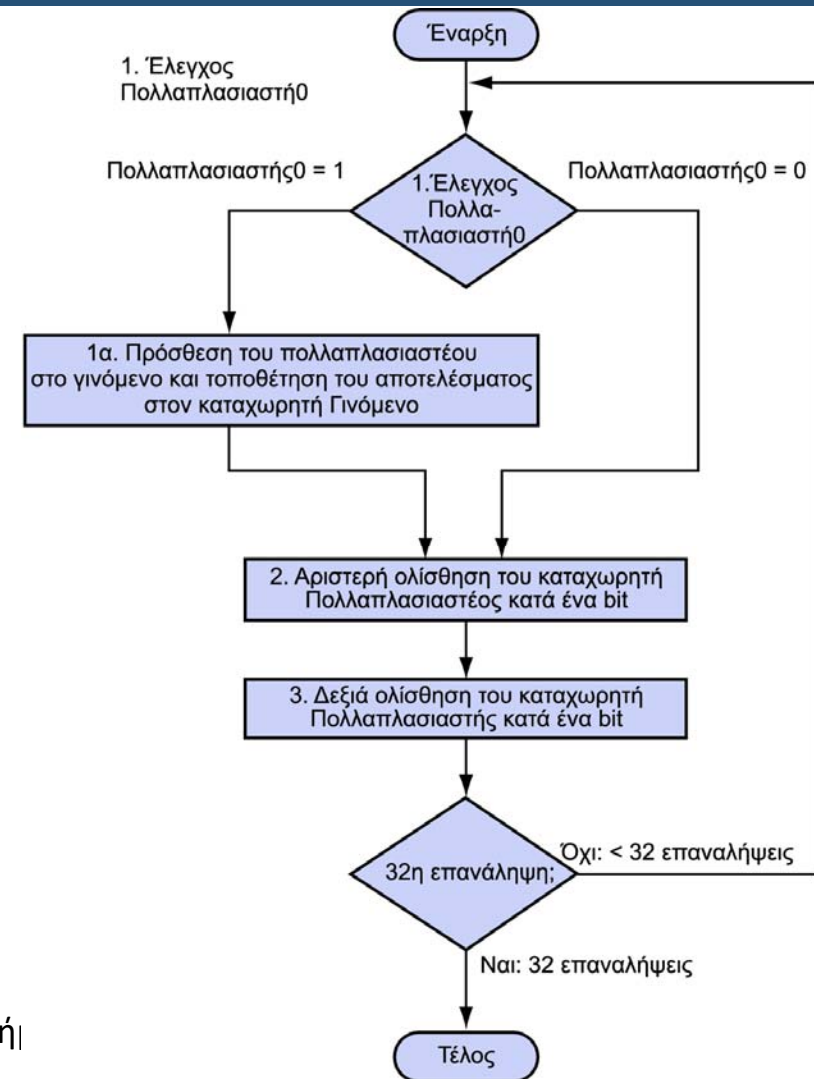 Έναρξη
1. Έλεγχος
Πολλαπλασιαστή0
Πολλαπλασιαστής0 = 1
Πολλαπλασιαστής0 = 0
1.Έλεγχος
Πολλα-
πλασιαστή0
1α. Πρόσθεση του πολλαπλασιαστέου
στο γινόμενο και τοποθέτηση του αποτελέσματος
στον καταχωρητή Γινόμενο
2. Αριστερή ολίσθηση του καταχωρητή
Πολλαπλασιαστέος κατά ένα bit
3. Δεξιά ολίσθηση του καταχωρητή
Πολλαπλασιαστής κατά ένα bit
32η επανάληψη;
Όχι: < 32 επαναλήψεις
Ναι: 32 επαναλήψεις
Τέλος